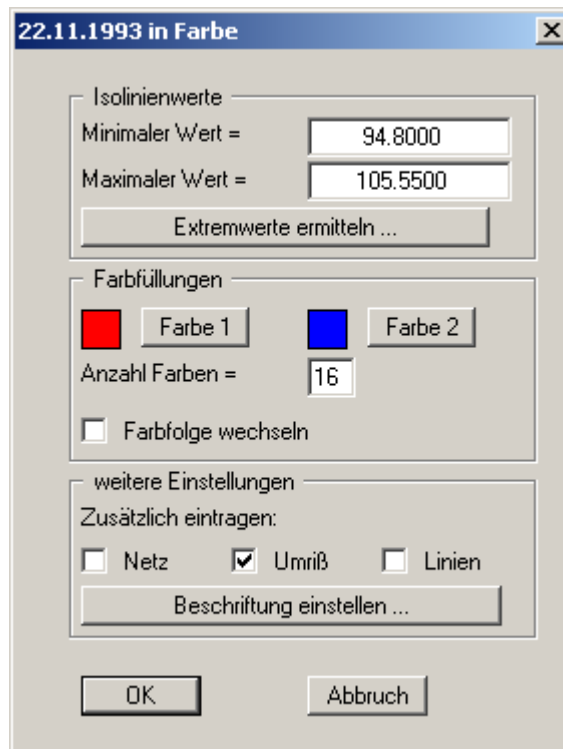 22.11.1993 in Farbe
Isolinienwerte
Minimaler Wert = 94.8000
Maximaler Wert = 105.5500
Extremwerte ermitteln ...
Farbfüllungen
Farbe 1 Farbe 2
Anzahl Farben = 16
Farbfolge wechseln
weitere Einstellungen
Zusätzlich eintragen:
Netz Umriß Linien
Beschriftung einstellen ...
OK Abbruch